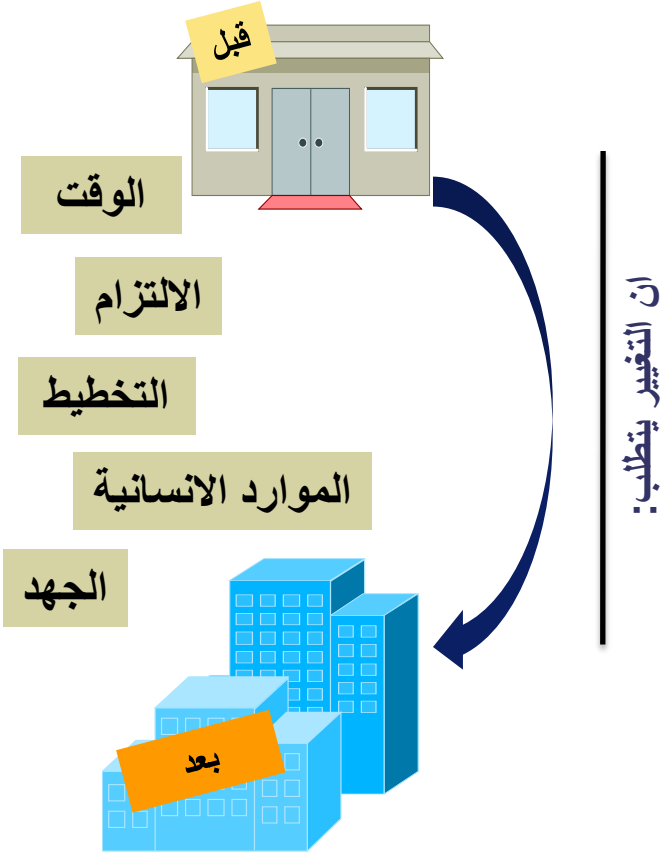 ان التغيير يتطلب:
قبل
الوقت
الالتزام
التخطيط
الموارد الانسانية
الجهد
بعد